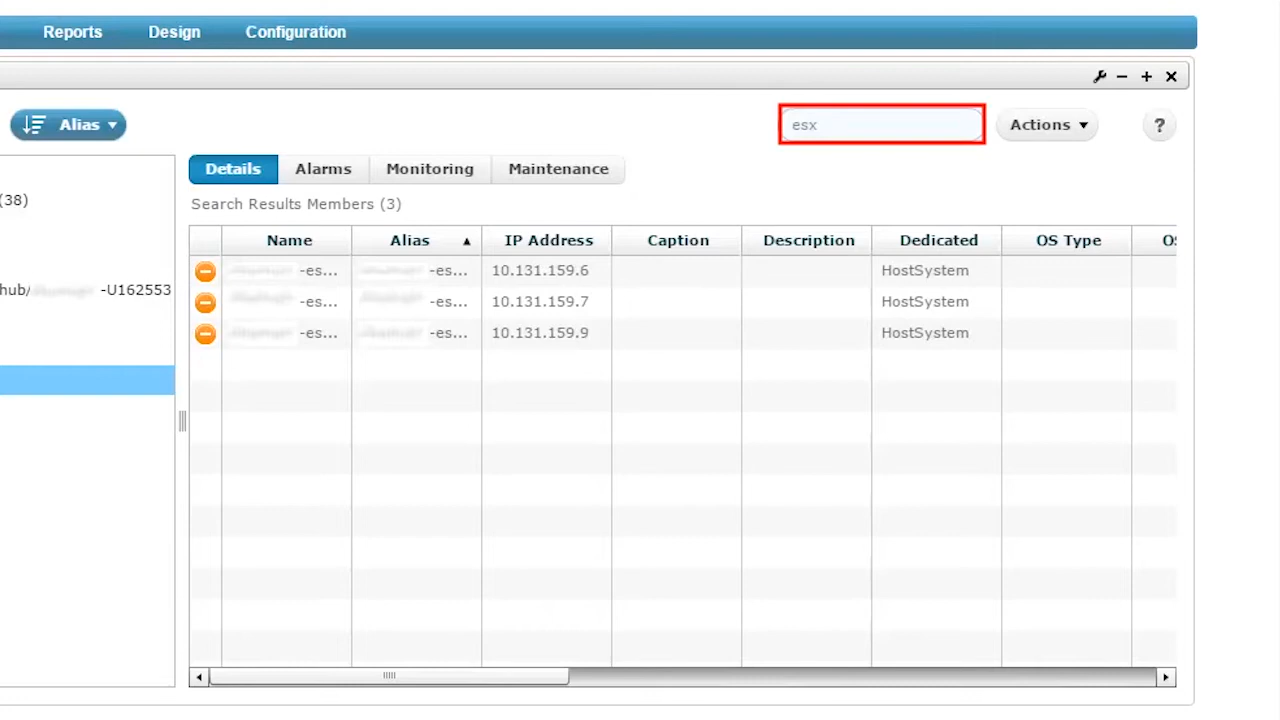 Reports Design Configuration
Alias
esx
Actions
?
Details Alarms Monitoring Maintenance
(38)
Search Results Members (3)
Name Alias IP Address Caption Description Dedicated OS Type
-es... -es... 10.131.159.6 HostSystem
hub/ -U162553
-es... -es... 10.131.159.7 HostSystem
-es... -es... 10.131.159.9 HostSystem